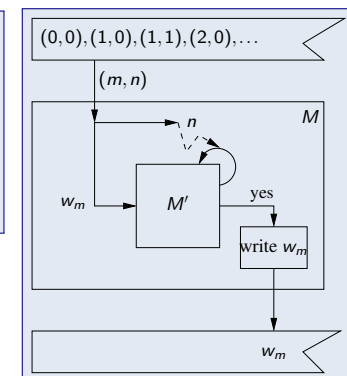 (0,0),(1,0),(1,1),(2,0),...
(m,n)
M
n
w_m
M′
yes
write w_m
w_m